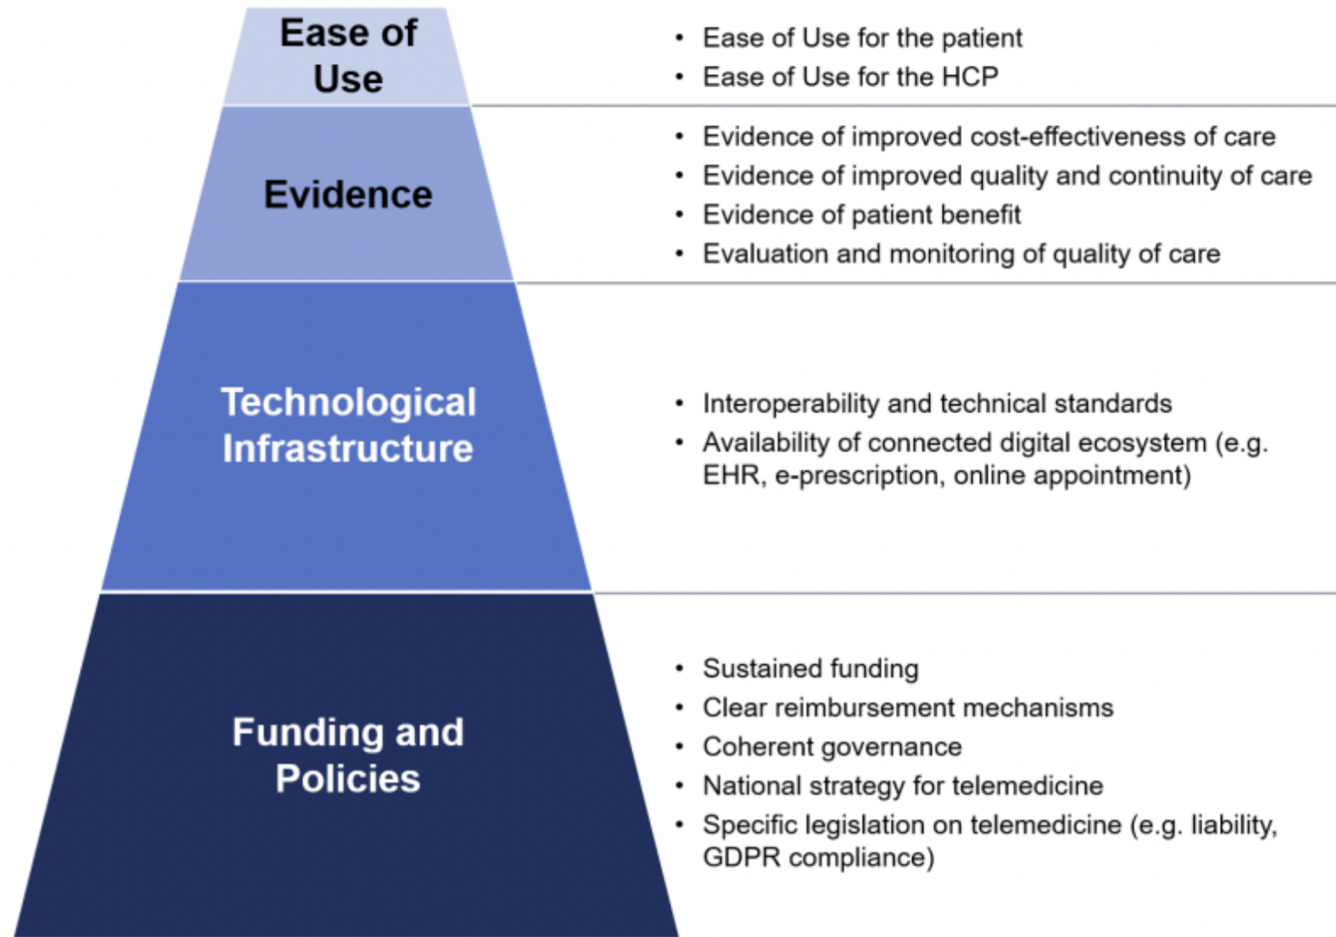 Ease of
Use
• Ease of Use for the patient
• Ease of Use for the HCP
Evidence
• Evidence of improved cost-effectiveness of care
• Evidence of improved quality and continuity of care
• Evidence of patient benefit
• Evaluation and monitoring of quality of care
Technological
Infrastructure
• Interoperability and technical standards
• Availability of connected digital ecosystem (e.g.
EHR, e-prescription, online appointment)
Funding and
Policies
• Sustained funding
• Clear reimbursement mechanisms
• Coherent governance
• National strategy for telemedicine
• Specific legislation on telemedicine (e.g. liability,
GDPR compliance)